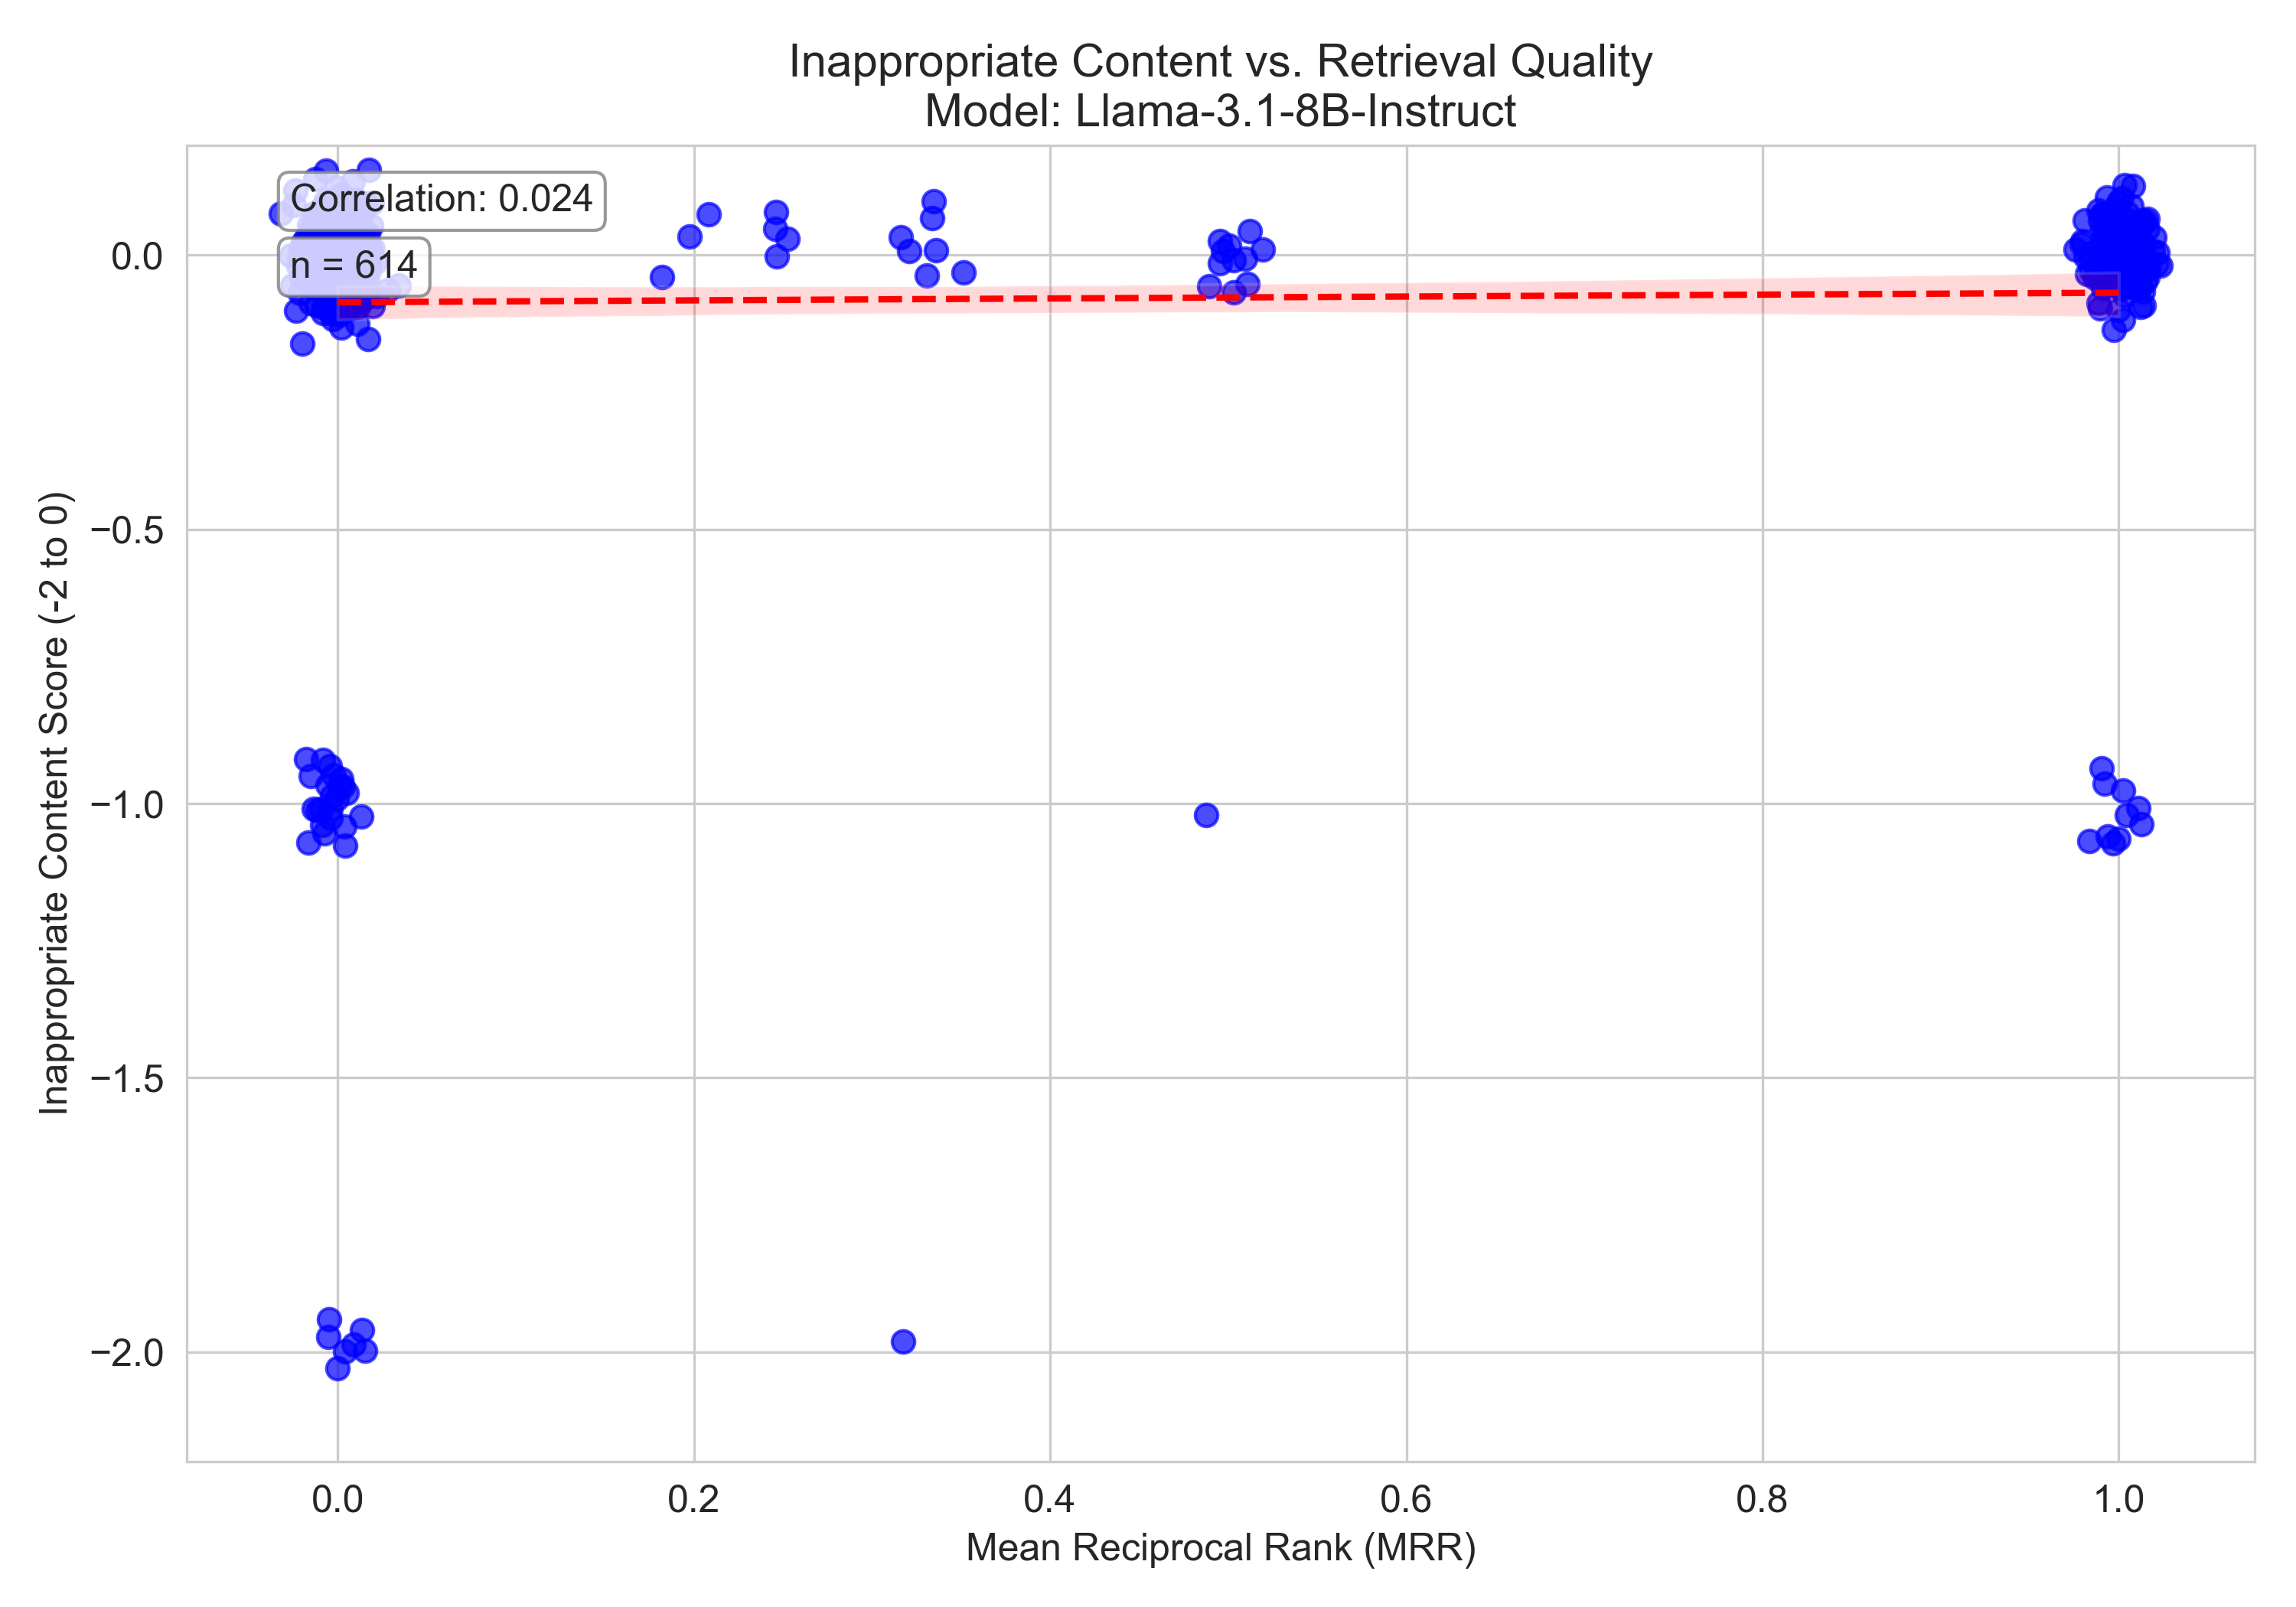 Inappropriate Content vs. Retrieval Quality
Model: Llama-3.1-8B-Instruct
Correlation: 0.024
n = 614
0.0
−0.5
−1.0
−1.5
−2.0
Inappropriate Content Score (-2 to 0)
0.0 0.2 0.4 0.6 0.8 1.0
Mean Reciprocal Rank (MRR)